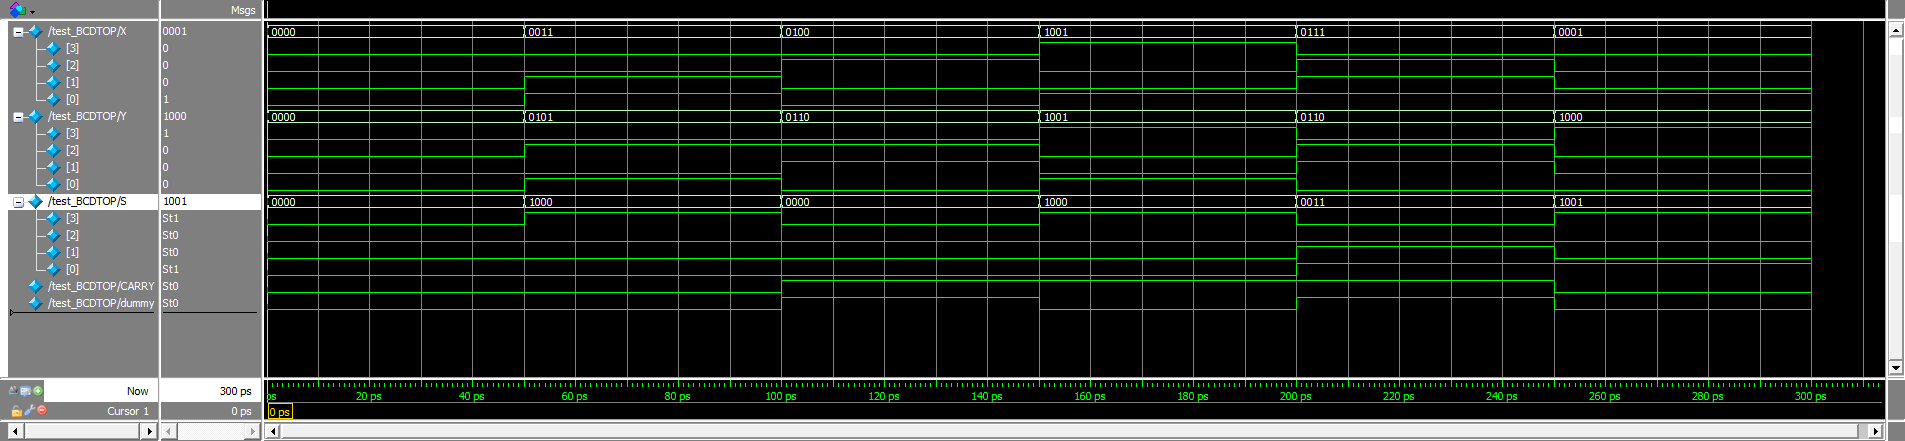 Msgs
/test_BCDTOP/X 0001 0000 0011 0100 1001 0111 0001
[3] 0
[2] 0
[1] 0
[0] 1
/test_BCDTOP/Y 1000 0000 0101 0110 1001 0110 1000
[3] 1
[2] 0
[1] 0
[0] 0
/test_BCDTOP/S 1001 0000 1000 0000 1000 0011 1001
[3] St1
[2] St0
[1] St0
[0] St1
/test_BCDTOP/CARRY St0
/test_BCDTOP/dummy St0
Now 300 ps ps 20 ps 40 ps 60 ps 80 ps 100 ps 120 ps 140 ps 160 ps 180 ps 200 ps 220 ps 240 ps 260 ps 280 ps 300 ps
Cursor 1 0 ps 0 ps